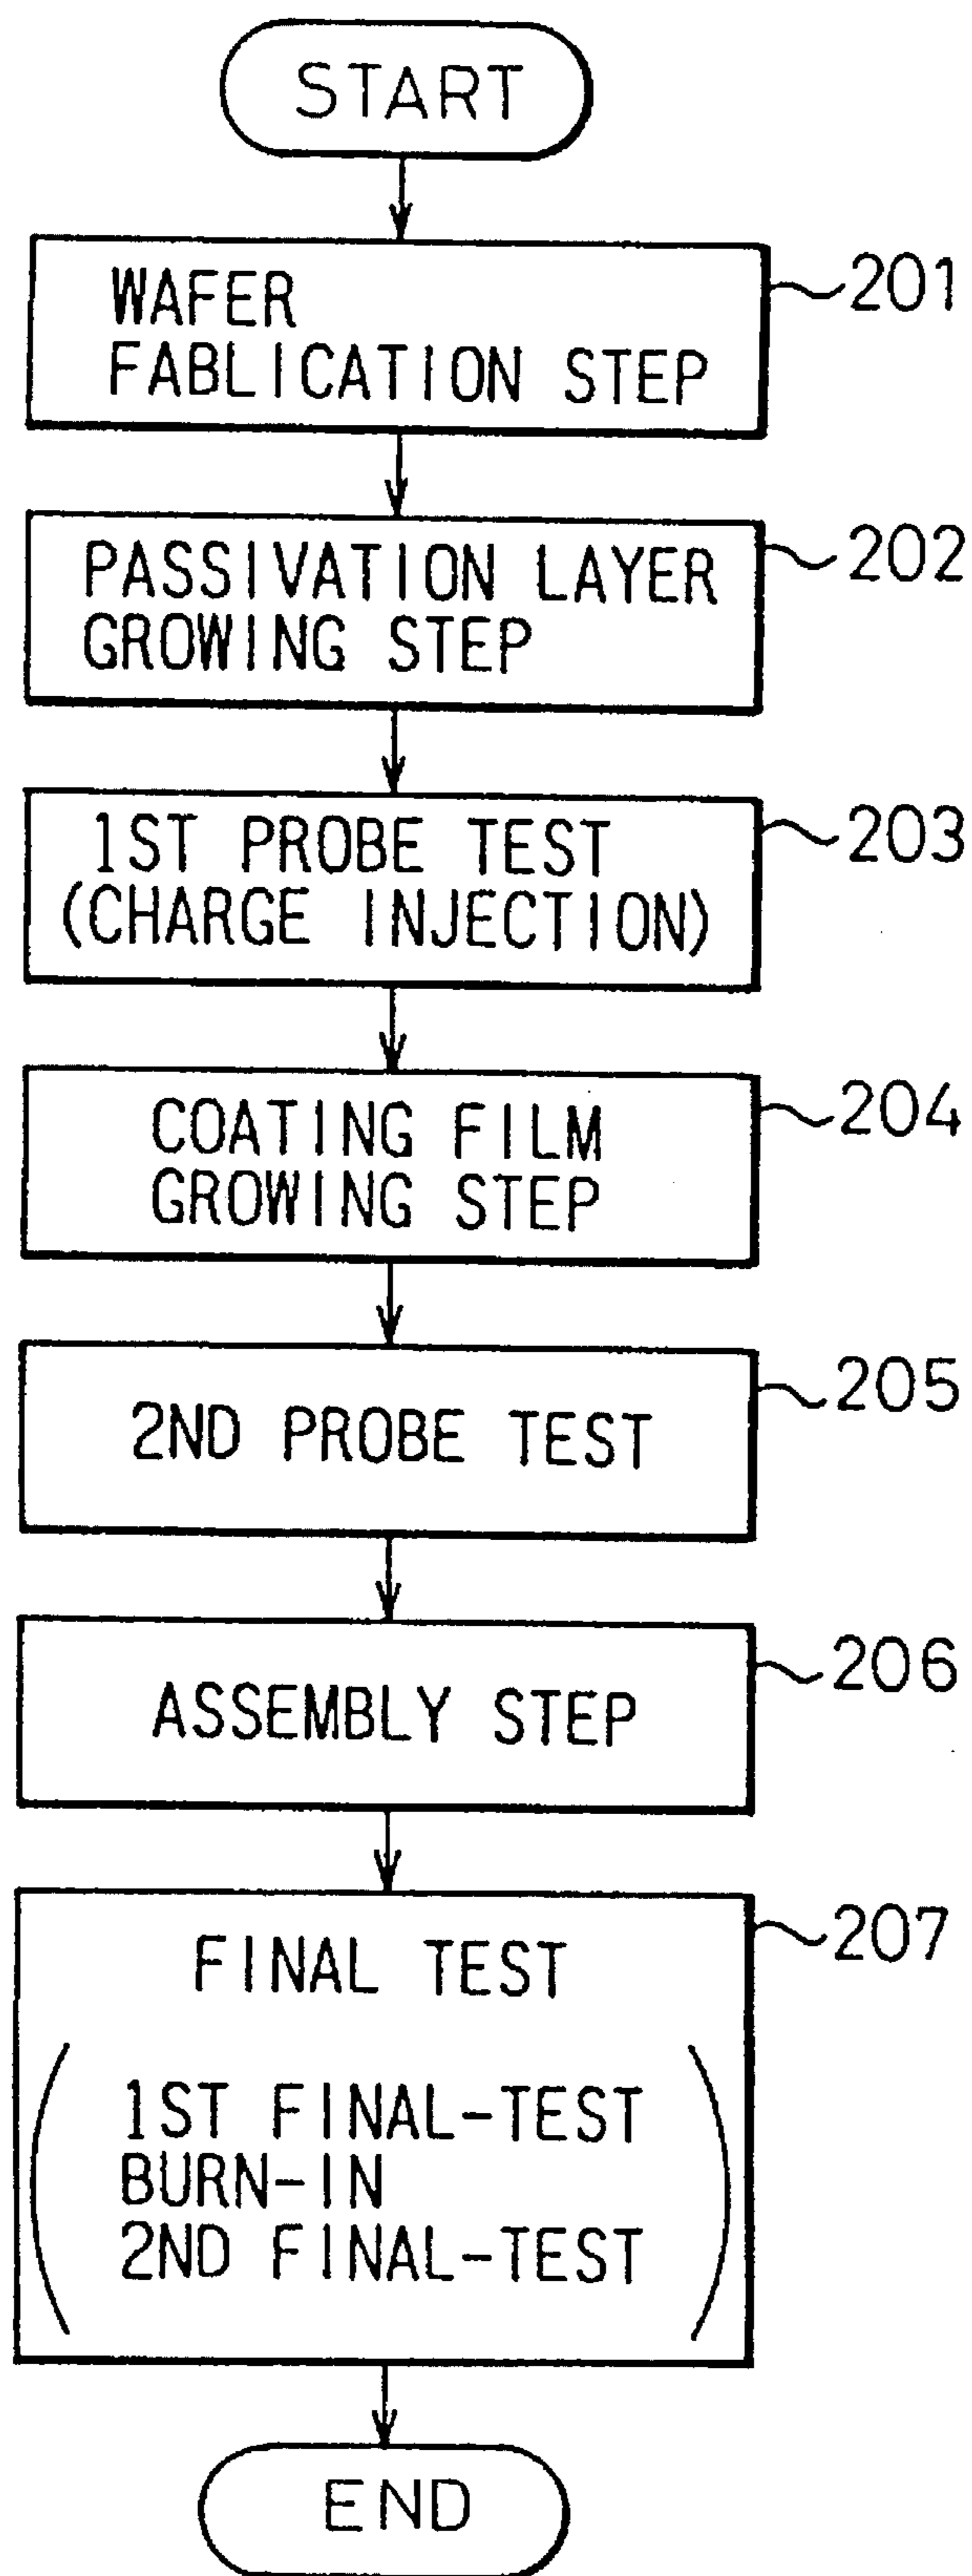 START
WAFER
FABLICATION STEP
201
PASSIVATION LAYER
GROWING STEP
202
1ST PROBE TEST
(CHARGE INJECTION)
203
COATING FILM
GROWING STEP
204
2ND PROBE TEST
205
ASSEMBLY STEP
206
FINAL TEST
207
(1ST FINAL-TEST
BURN-IN
2ND FINAL-TEST)
END